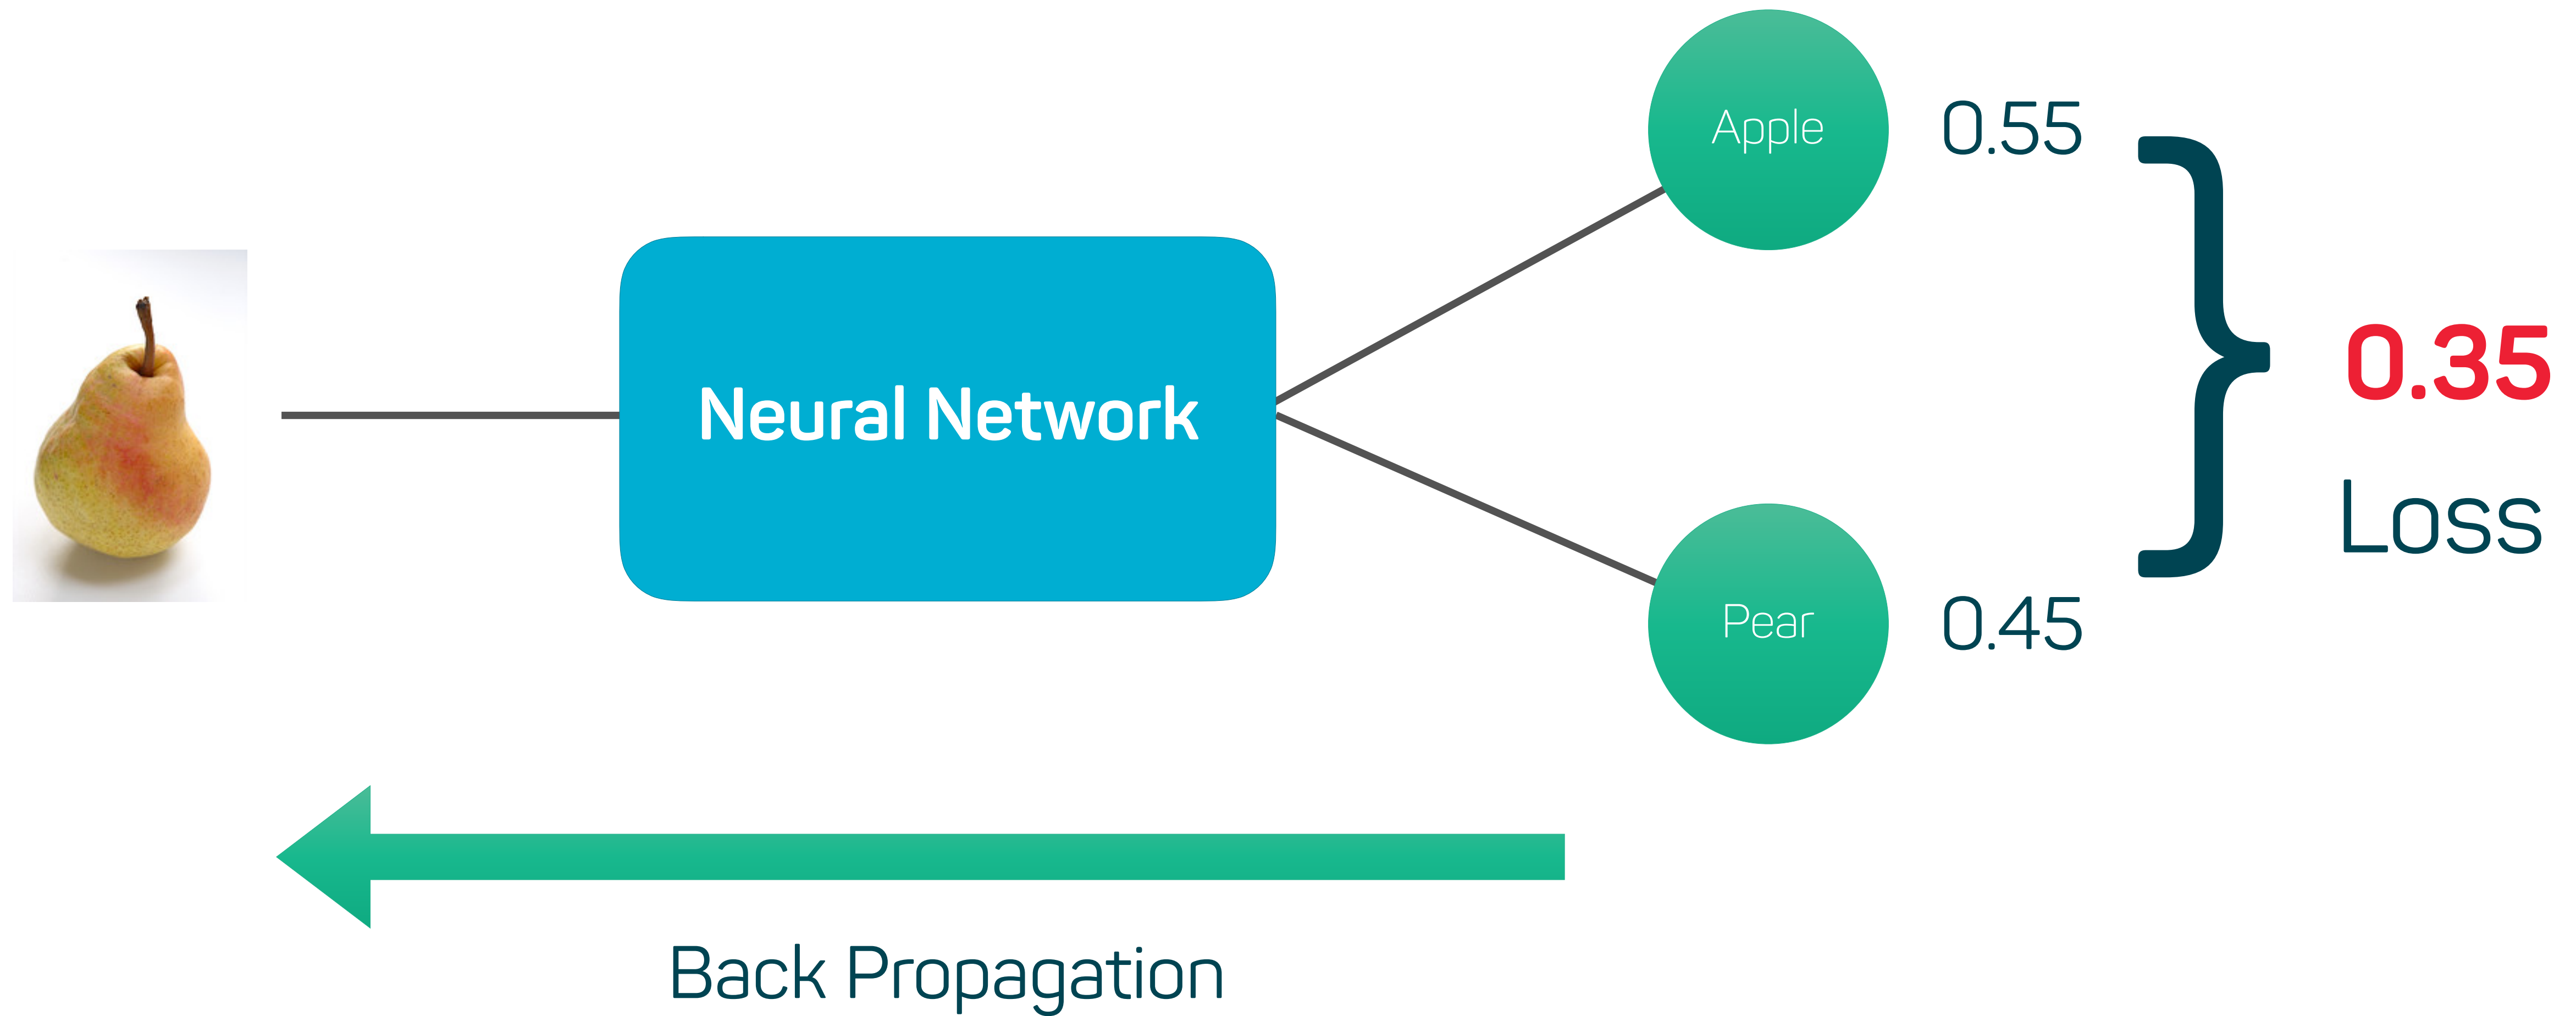 Apple
0.55
0.35
Neural Network
Loss
Pear
0.45
Back Propagation